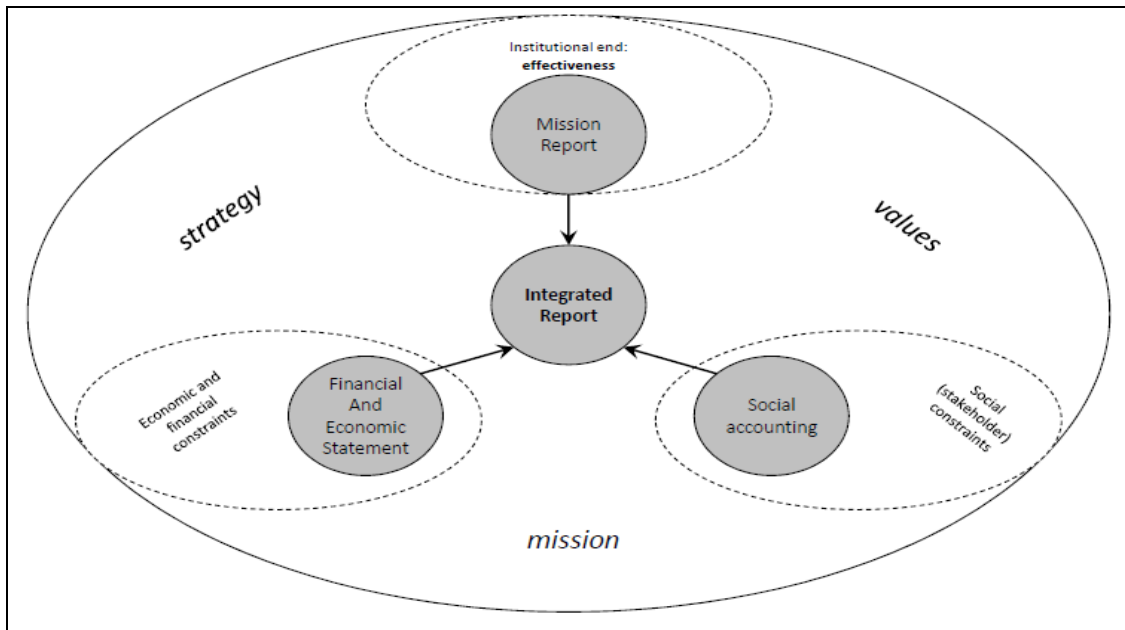 Institutional end:
effectiveness
Mission
Report
strategy
values
Integrated
Report
Economic and
financial
constraints
Financial
And
Economic
Statement
Social
accounting
Social
(stakeholder)
constraints
mission